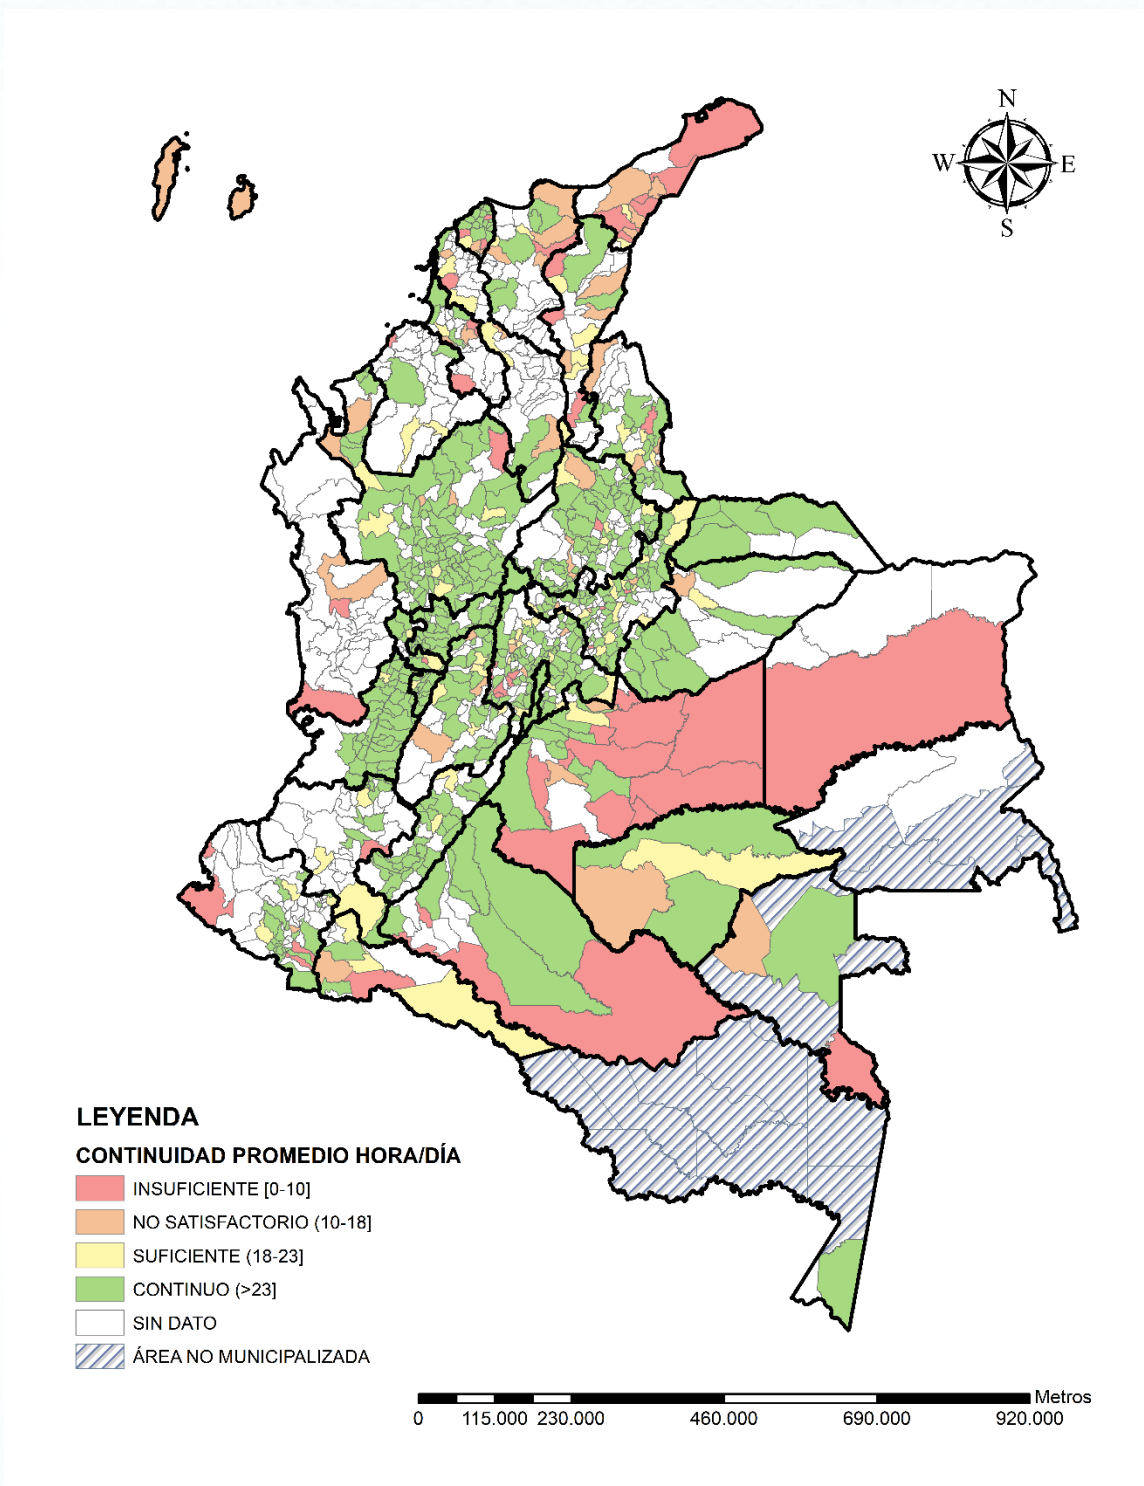 N
W E
S
LEYENDA
CONTINUIDAD PROMEDIO HORA/DÍA
INSUFICIENTE [0-10]
NO SATISFACTORIO (10-18]
SUFICIENTE (18-23]
CONTINUO (>23]
SIN DATO
ÁREA NO MUNICIPALIZADA
Metros
0 115.000 230.000 460.000 690.000 920.000